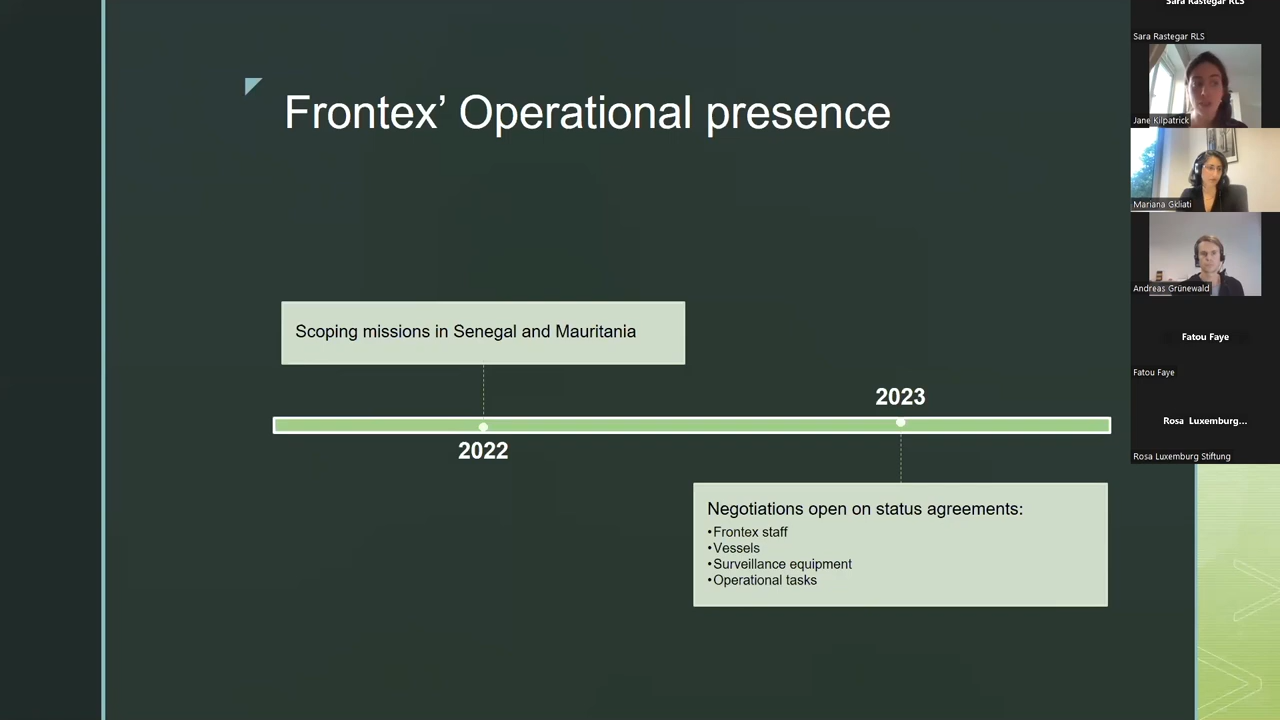 Frontex’ Operational presence
Scoping missions in Senegal and Mauritania
2023
2022
Negotiations open on status agreements:
•Frontex staff
•Vessels
•Surveillance equipment
•Operational tasks
Sara Rastegar RLS
Sara Rastegar RLS
Jane Kilpatrick
Mariana Gkliati
Andreas Grünewald
Fatou Faye
Fatou Faye
Rosa Luxemburg...
Rosa Luxemburg Stiftung